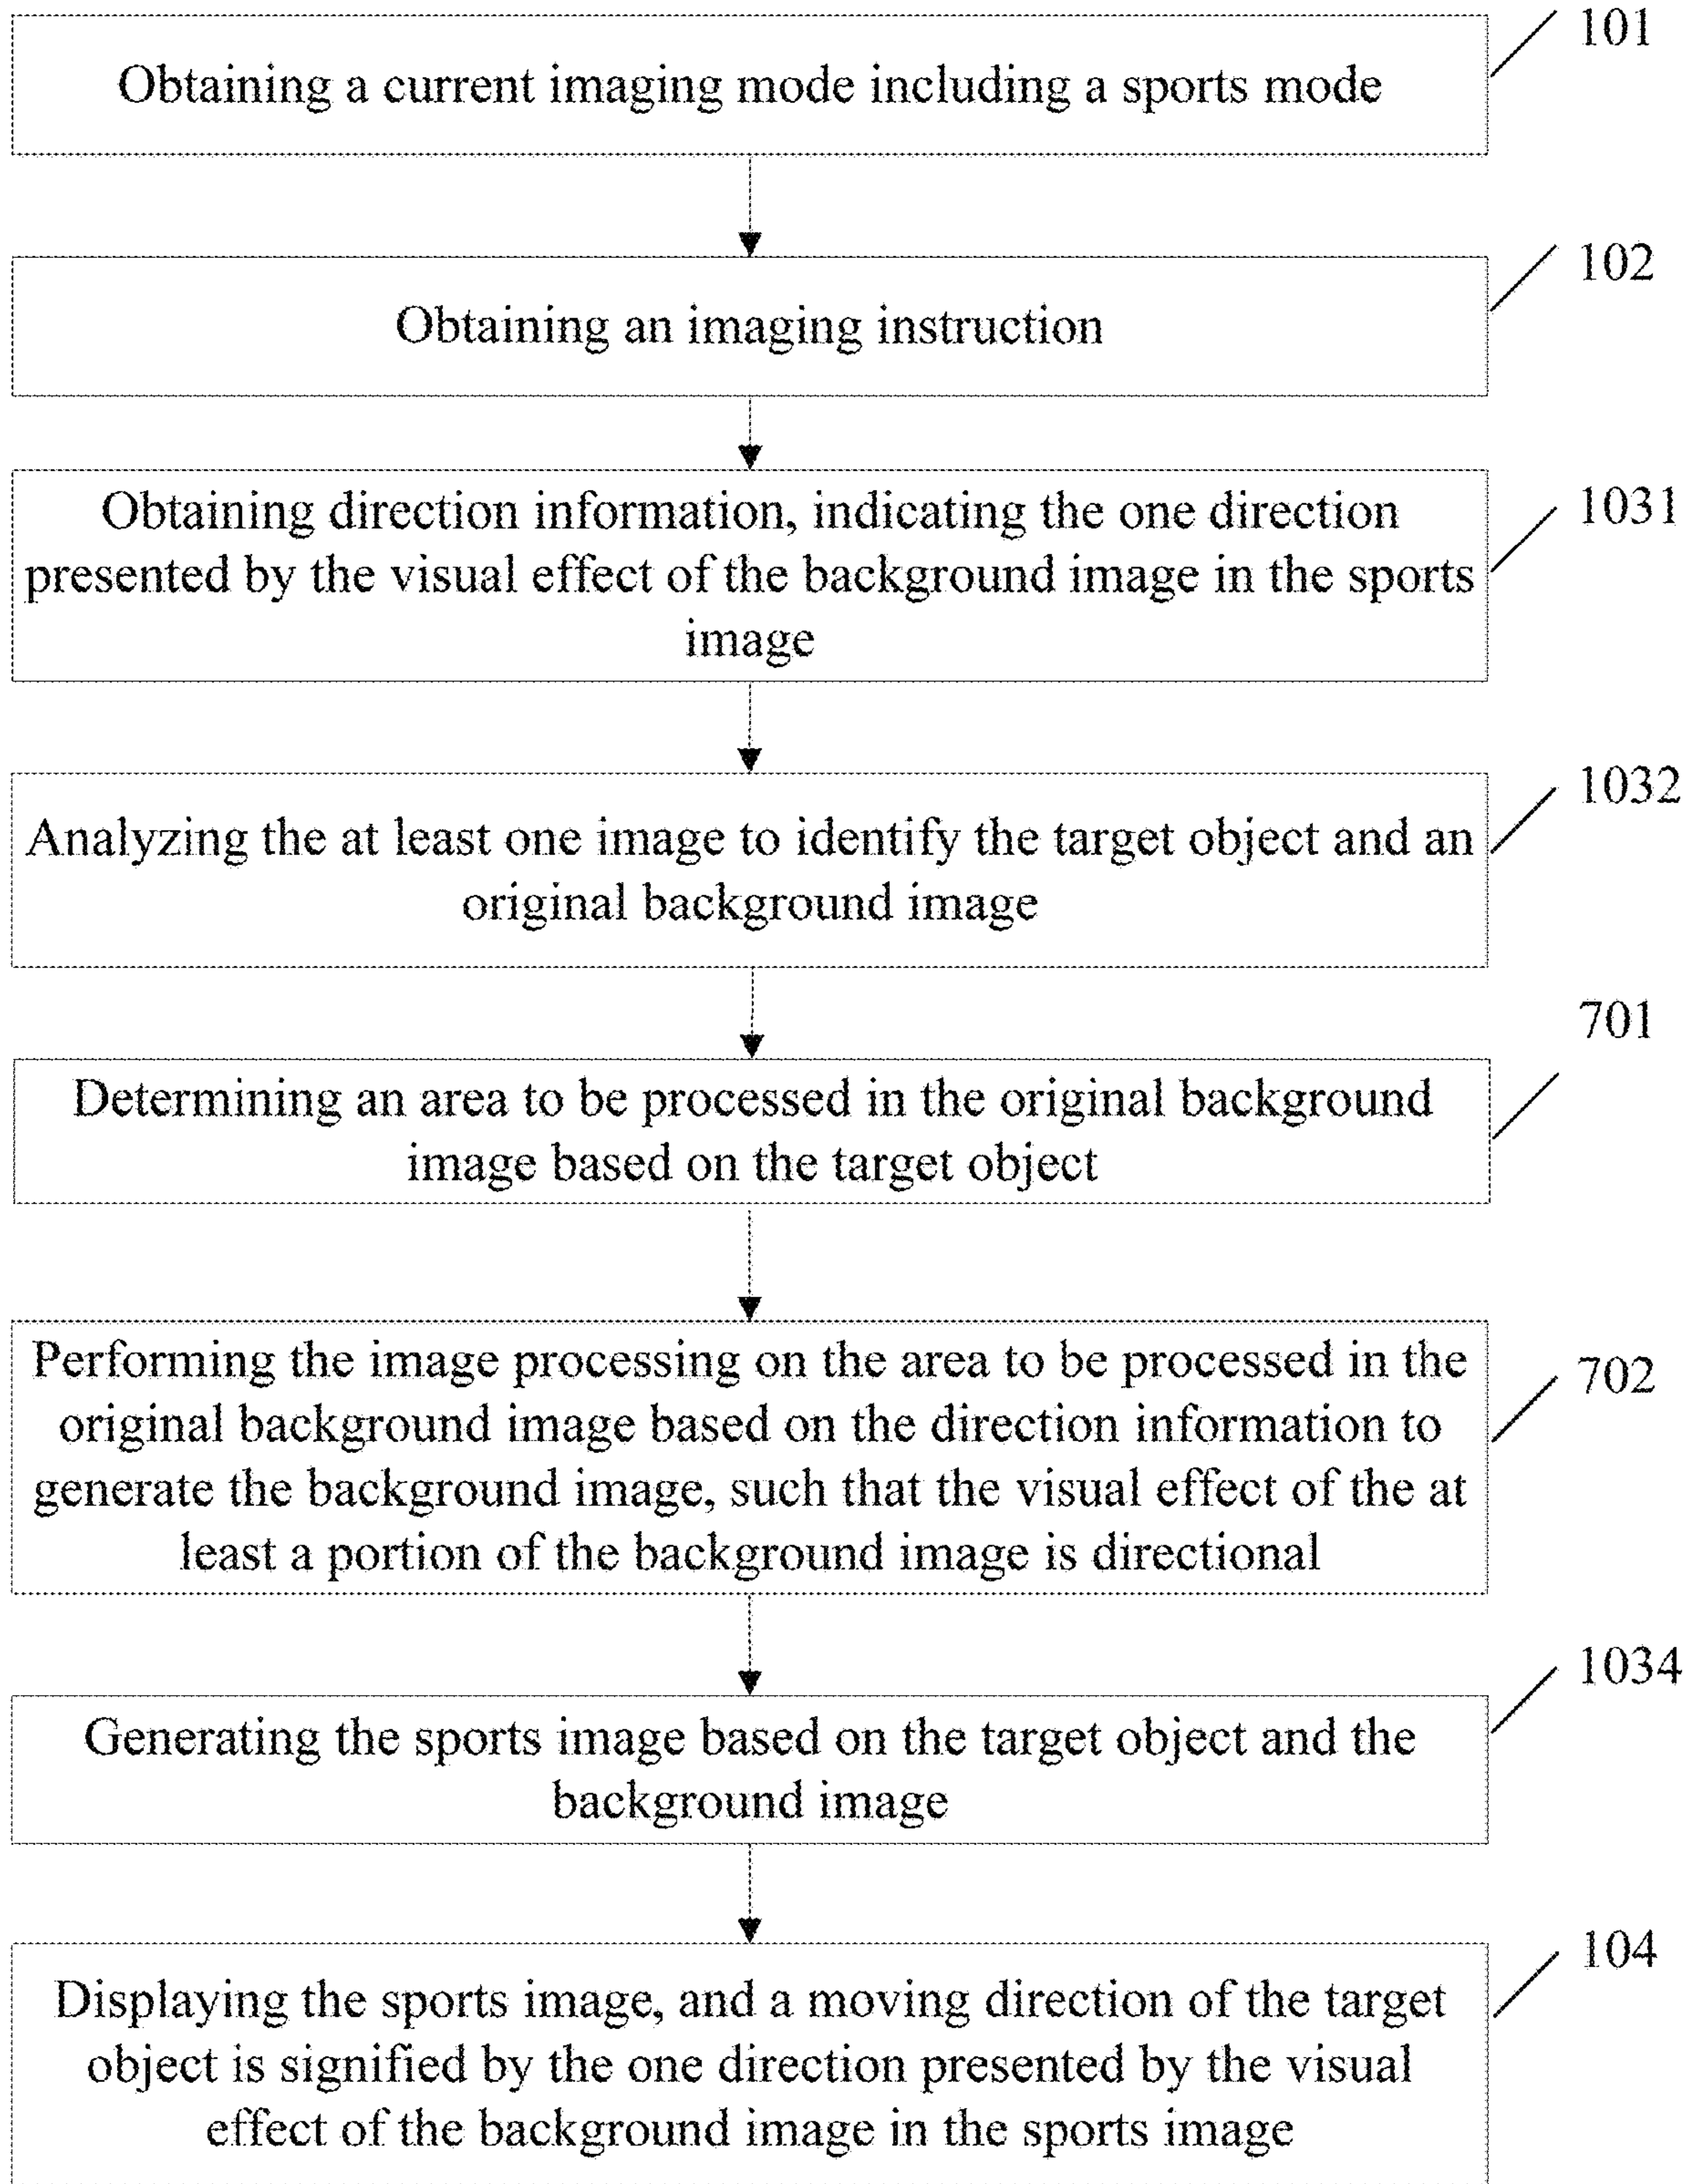 101
Obtaining a current imaging mode including a sports mode
102
Obtaining an imaging instruction
1031
Obtaining direction information, indicating the one direction
presented by the visual effect of the background image in the sports
image
1032
Analyzing the at least one image to identify the target object and an
original background image
701
Determining an area to be processed in the original background
image based on the target object
702
Performing the image processing on the area to be processed in the
original background image based on the direction information to
generate the background image, such that the visual effect of the at
least a portion of the background image is directional
1034
Generating the sports image based on the target object and the
background image
104
Displaying the sports image, and a moving direction of the target
object is signified by the one direction presented by the visual
effect of the background image in the sports image